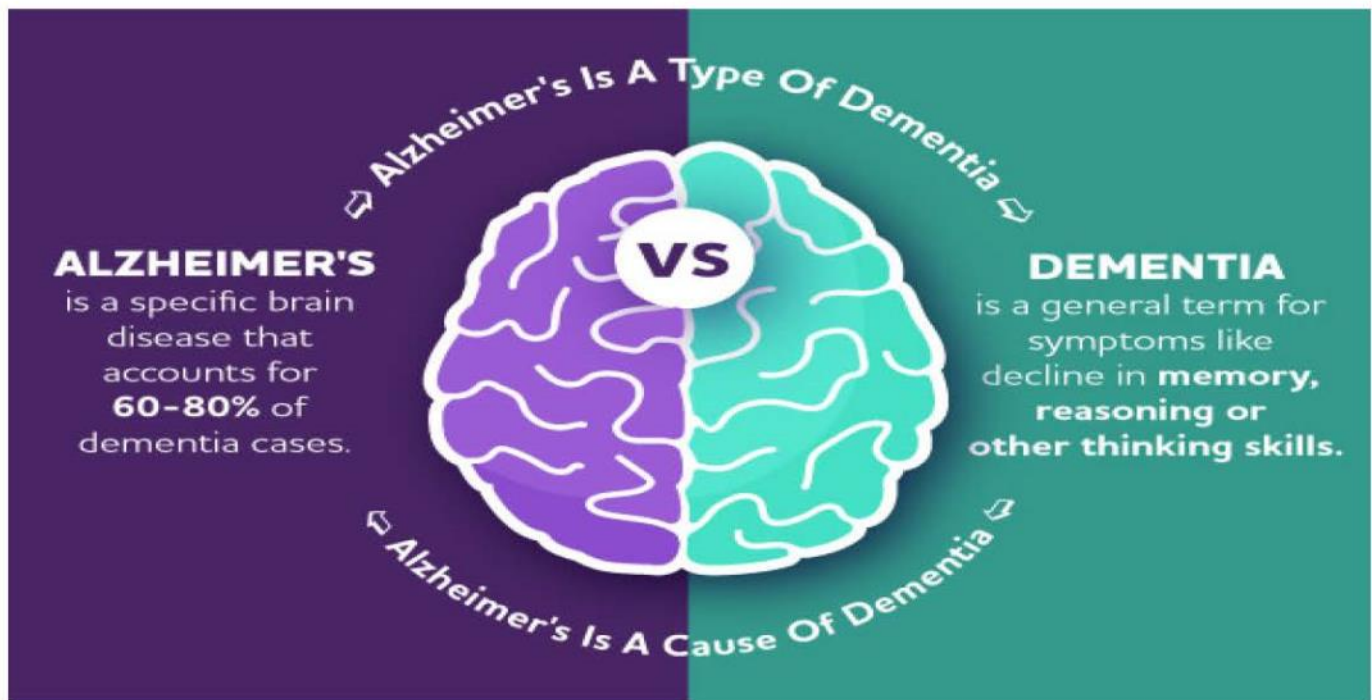 Alzheimer's Is A Type Of Dementia
ALZHEIMER'S
is a specific brain
disease that
accounts for
60-80% of
dementia cases.
VS
DEMENTIA
is a general term for
symptoms like
decline in memory,
reasoning or
other thinking skills.
Alzheimer's Is A Cause Of Dementia